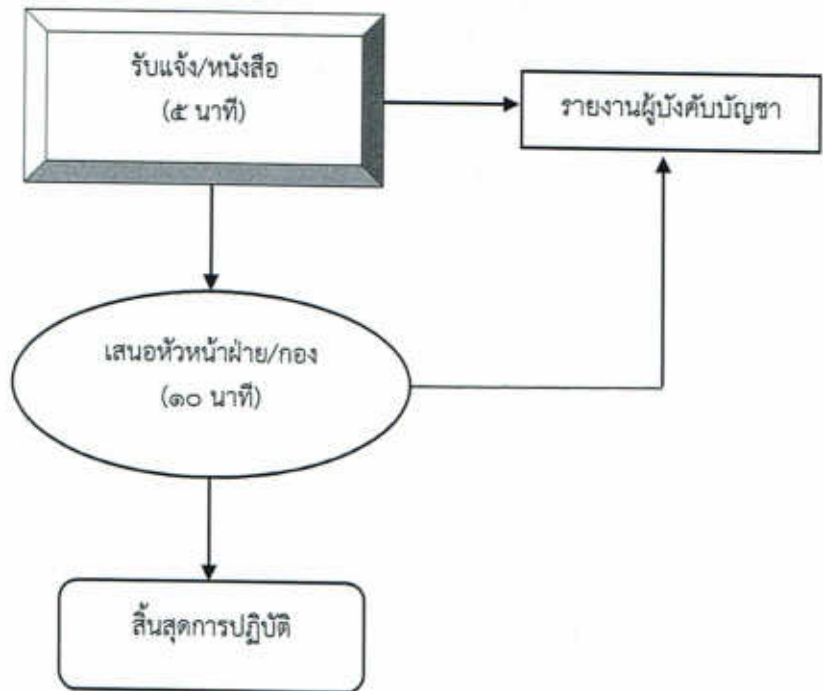 รับแจ้ง/หนังสือ
(๕ นาที)
รายงานผู้บังคับบัญชา
เสนอหัวหน้าฝ่าย/กอง
(๑๐ นาที)
สิ้นสุดการปฏิบัติ